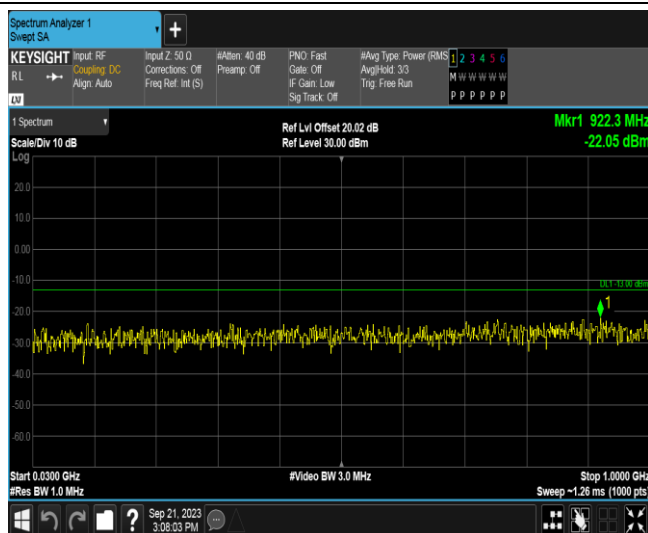 Spectrum Analyzer 1
Swept SA
+
KEYSIGHT Input: RF Input Z: 50 Ω #Atten: 40 dB PNO: Fast #Avg Type: Power (RMS 1 2 3 4 5 6
RL Coupling: DC Corrections: Off Preamp: Off Gate: Off Avg|Hold: 3/3 M W W W W W
Align: Auto Freq Ref: Int (S) IF Gain: Low Trig: Free Run
Sig Track: Off P P P P P P
LXI
1 Spectrum Ref Lvl Offset 20.02 dB Mkr1 922.3 MHz
Scale/Div 10 dB Ref Level 30.00 dBm -22.05 dBm
Log
20.0
10.0
0.00
-10.0
DL1 -13.00 dBm
1
-20.0
-30.0
-40.0
-50.0
-60.0
Start 0.0300 GHz #Video BW 3.0 MHz Stop 1.0000 GHz
#Res BW 1.0 MHz Sweep ~1.26 ms (1000 pts)
? Sep 21, 2023
3:08:03 PM